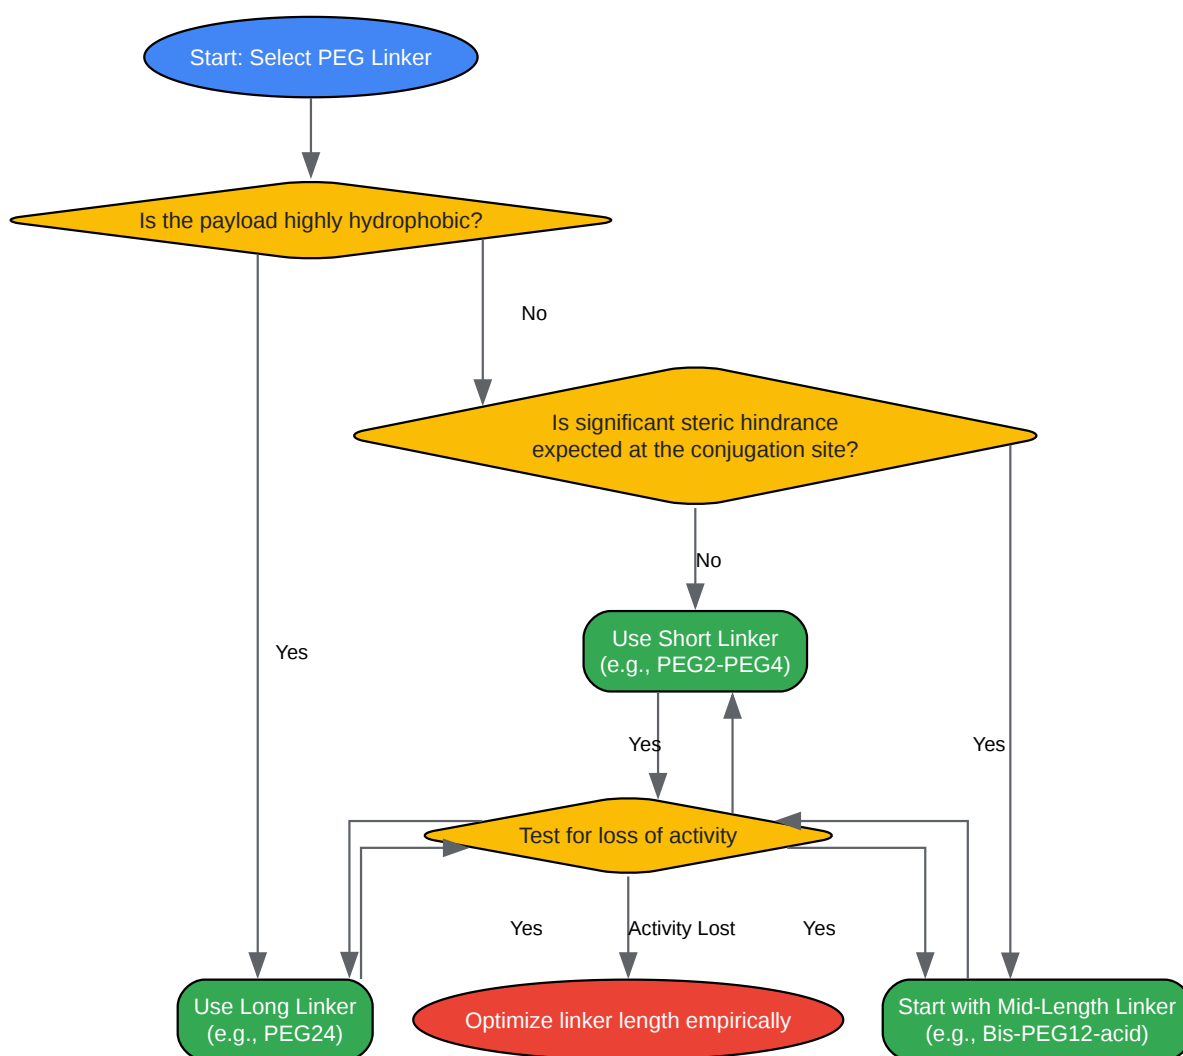 Start: Select PEG Linker
Is the payload highly hydrophobic?
No
Is significant steric hindrance
expected at the conjugation site?
No
Use Short Linker
(e.g., PEG2-PEG4)
Yes
Yes
Yes
Test for loss of activity
Yes
Activity Lost
Yes
Use Long Linker
(e.g., PEG24)
Optimize linker length empirically
Start with Mid-Length Linker
(e.g., Bis-PEG12-acid)